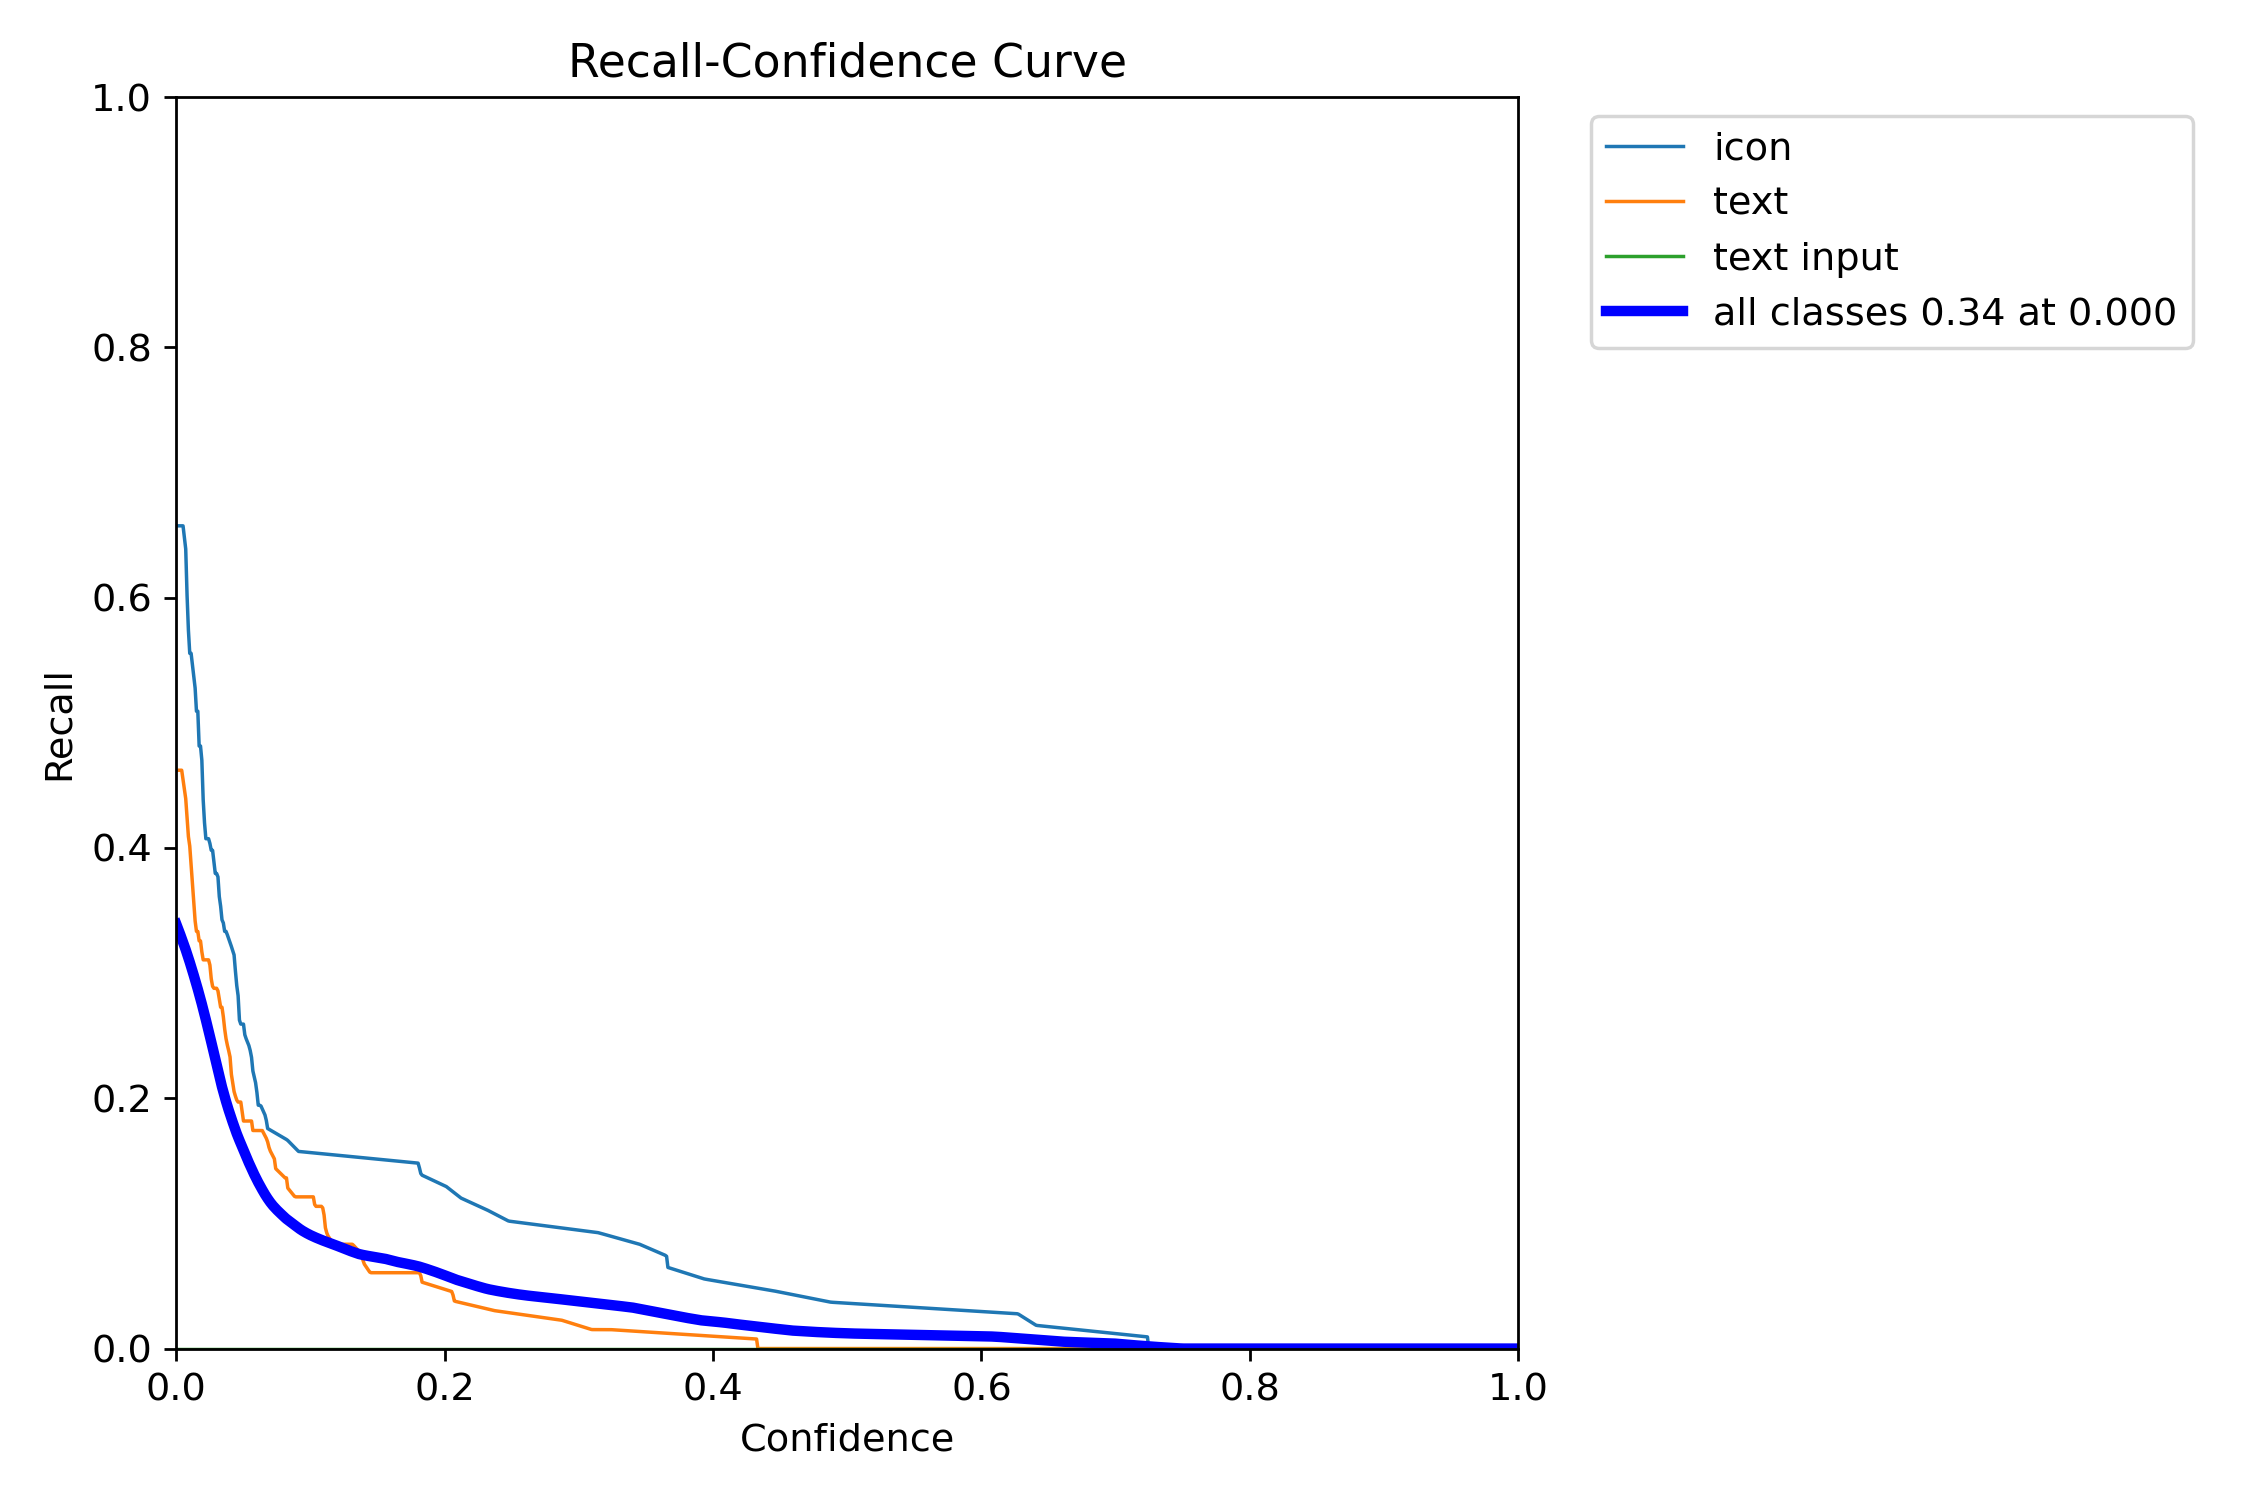 Recall-Confidence Curve
1.0
0.8
0.6
0.4
0.2
0.0
Recall
0.0 0.2 0.4 0.6 0.8 1.0
Confidence
icon
text
text input
all classes 0.34 at 0.000